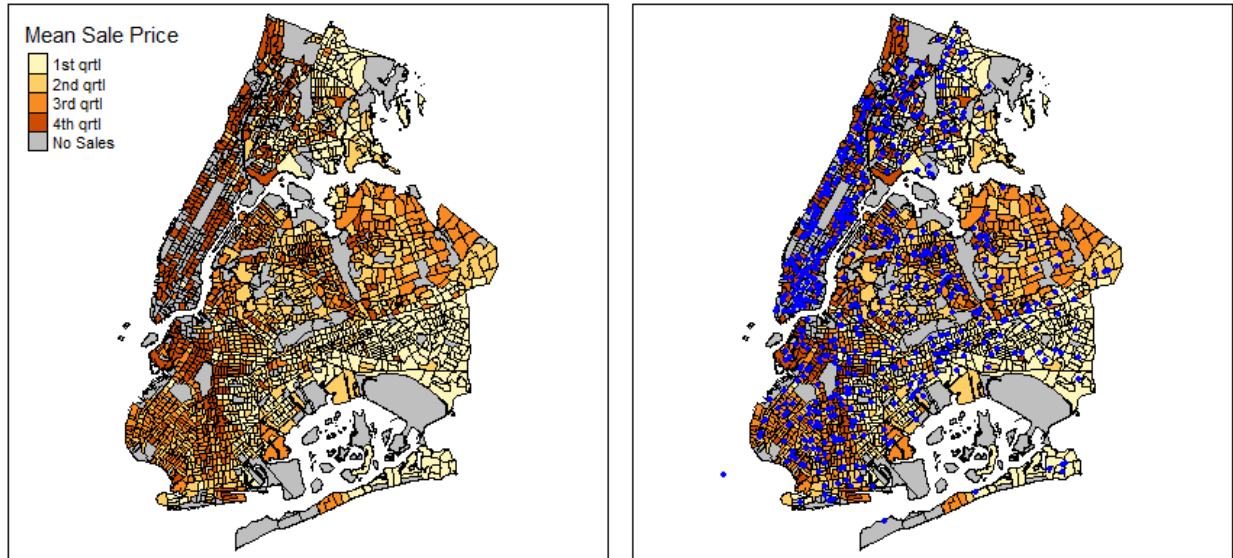 Mean Sale Price
1st qrtl
2nd qrtl
3rd qrtl
4th qrtl
No Sales